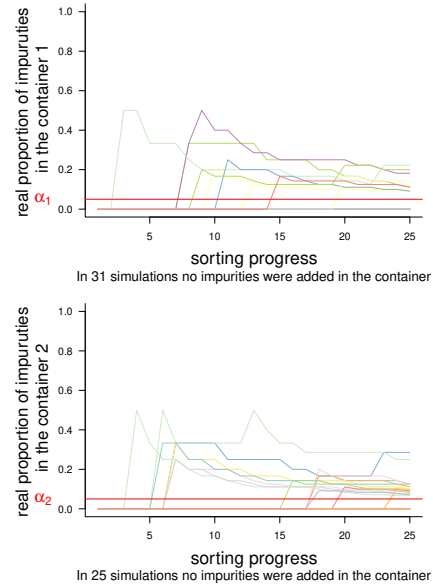 real proportion of impuruties
in the container 1
1.0
0.8
0.6
0.4
0.2
α1
0.0
5
10
15
20
25
sorting progress
In 31 simulations no impurities were added in the container
real proportion of impuruties
in the container 2
1.0
0.8
0.6
0.4
0.2
α2
0.0
5
10
15
20
25
sorting progress
In 25 simulations no impurities were added in the container